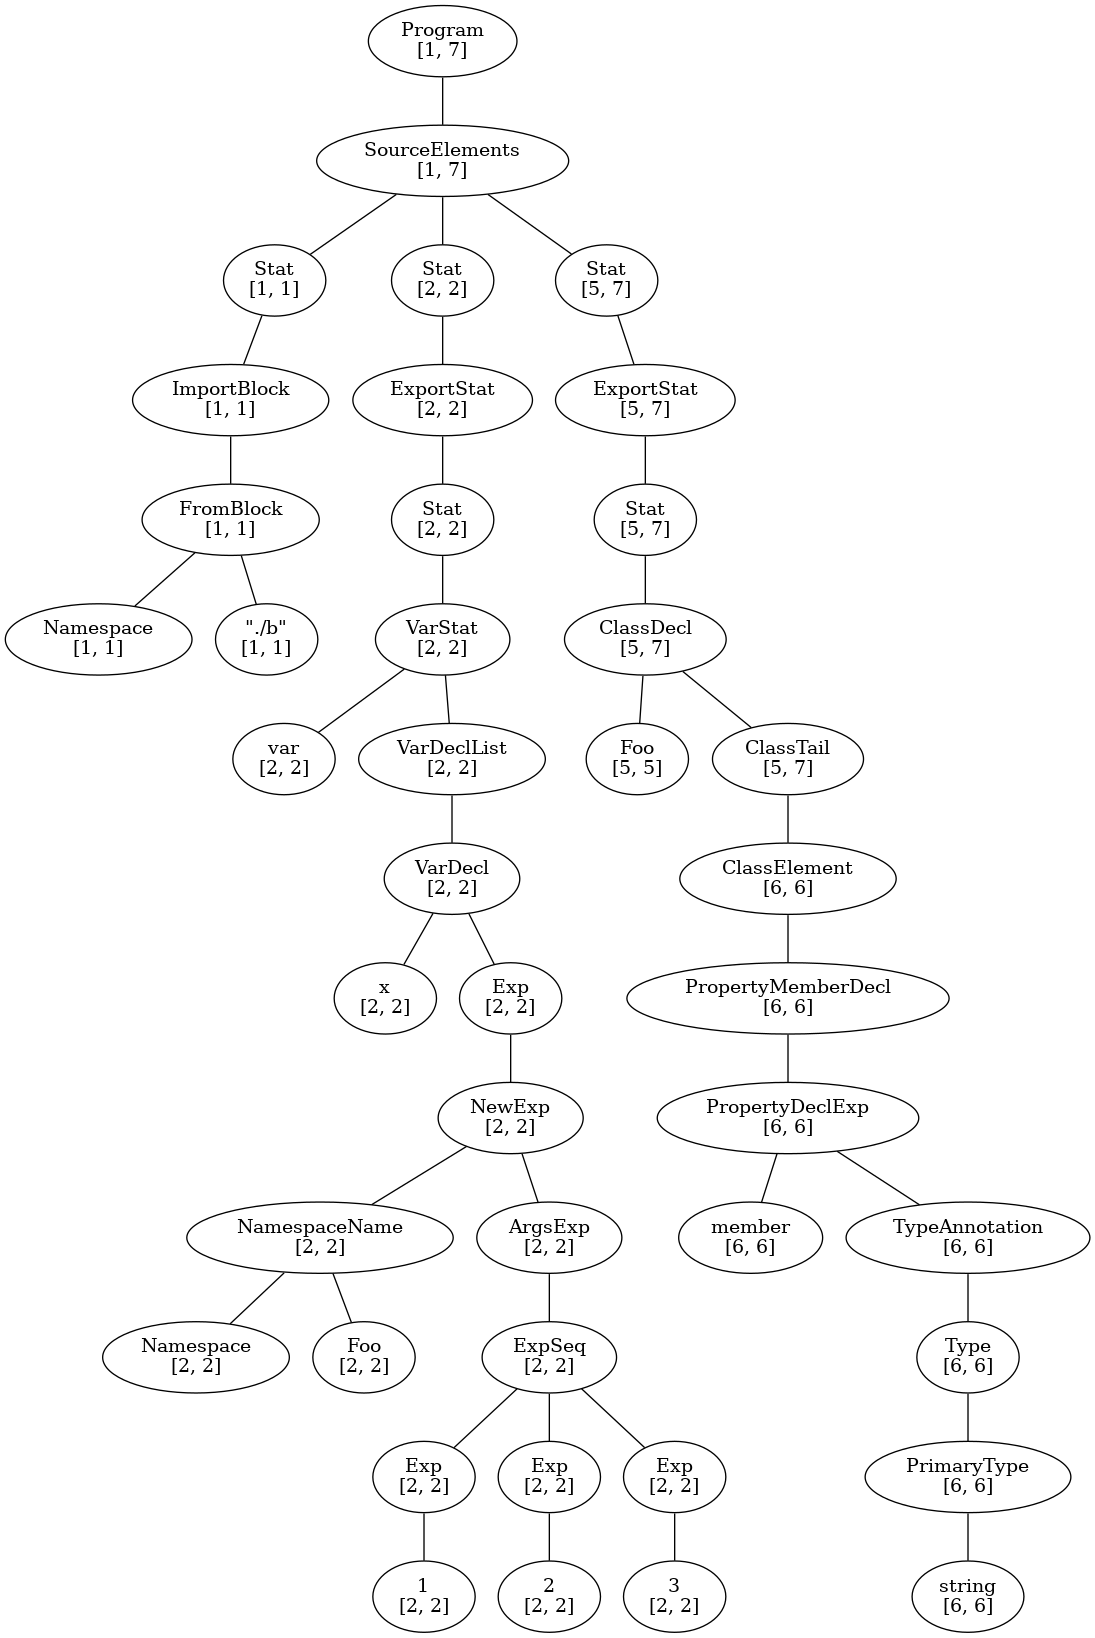 Program
[1, 7]
SourceElements
[1, 7]
Stat
[1, 1]
Stat
[2, 2]
Stat
[5, 7]
ImportBlock
[1, 1]
ExportStat
[2, 2]
ExportStat
[5, 7]
FromBlock
[1, 1]
Stat
[2, 2]
Stat
[5, 7]
Namespace
[1, 1]
"./b"
[1, 1]
VarStat
[2, 2]
ClassDecl
[5, 7]
var
[2, 2]
VarDeclList
[2, 2]
Foo
[5, 5]
ClassTail
[5, 7]
VarDecl
[2, 2]
ClassElement
[6, 6]
x
[2, 2]
Exp
[2, 2]
PropertyMemberDecl
[6, 6]
NewExp
[2, 2]
PropertyDeclExp
[6, 6]
NamespaceName
[2, 2]
ArgsExp
[2, 2]
member
[6, 6]
TypeAnnotation
[6, 6]
Namespace
[2, 2]
Foo
[2, 2]
ExpSeq
[2, 2]
Type
[6, 6]
Exp
[2, 2]
Exp
[2, 2]
Exp
[2, 2]
PrimaryType
[6, 6]
1
[2, 2]
2
[2, 2]
3
[2, 2]
string
[6, 6]